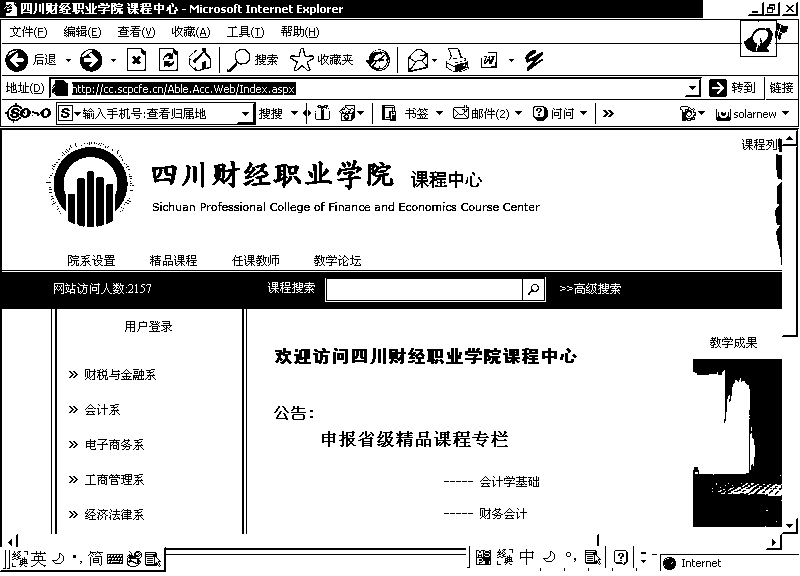 四川财经职业学院 课程中心 - Microsoft Internet Explorer
文件(F) 编辑(E) 查看(V) 收藏(A) 工具(T) 帮助(H)
后退 搜索 收藏夹
地址(D) http://cc.scpcfe.cn/Able.Acc.Web/Index.aspx 转到 链接
输入手机号:查看归属地 搜搜 书签 邮件(2) 问问 » solarnew
课程列
四川财经职业学院 课程中心
Sichuan Professional College of Finance and Economics Course Center
院系设置 精品课程 任课教师 教学论坛
网站访问人数:2157 课程搜索 >>高级搜索
用户登录
» 财税与金融系
» 会计系
» 电子商务系
» 工商管理系
» 经济法律系
欢迎访问四川财经职业学院课程中心
公告：
申报省级精品课程专栏
----- 会计学基础
----- 财务会计
教学成果
英 简 中
Internet